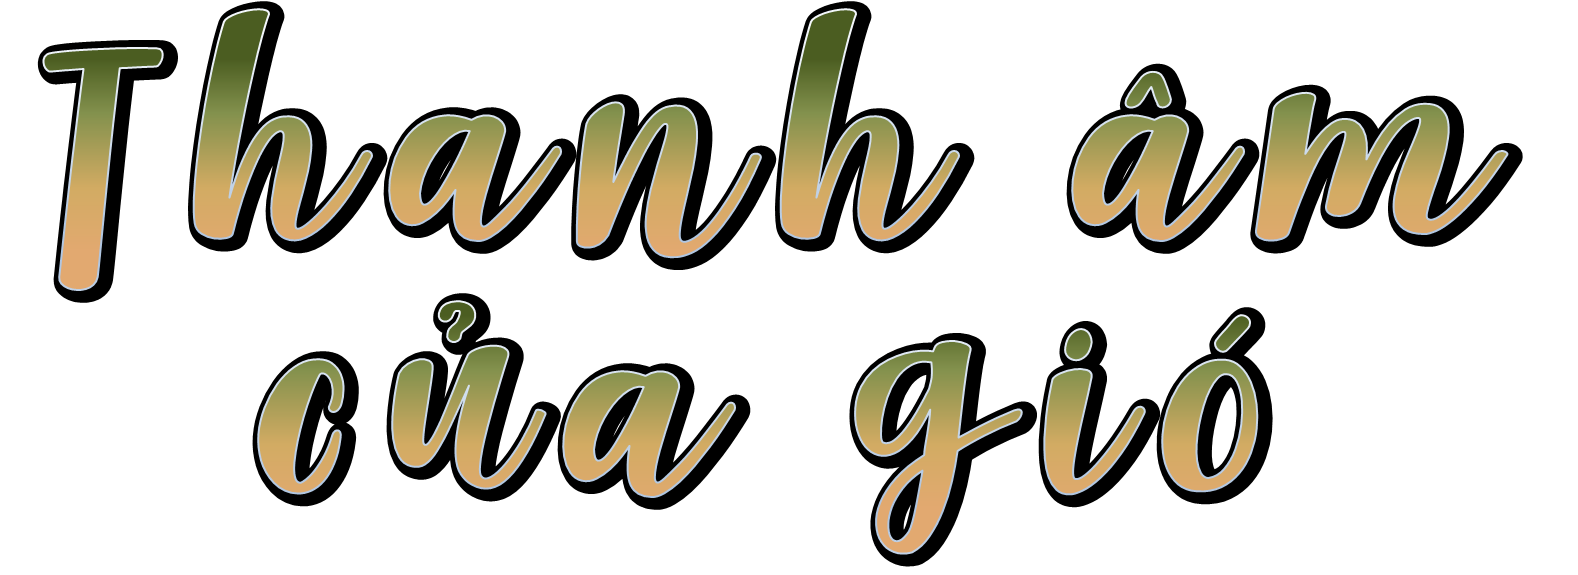 Thanh âm
của gió